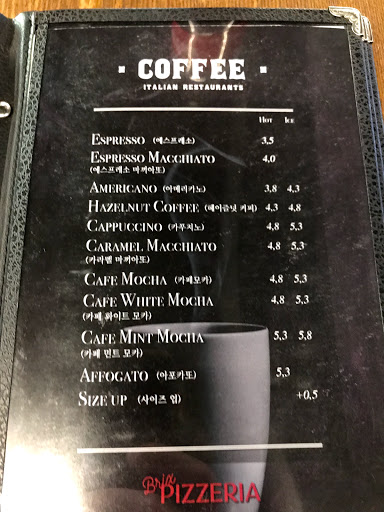 COFFEE
ITALIAN RESTAURANTS
HOT ICE
ESPRESSO (에스프레소) 3,5
ESPRESSO MACCHIATO 4,0
(에스프레소 마끼아또)
AMERICANO (아메리카노) 3,8 4,3
HAZELNUT COFFEE (헤이즐넛 커피) 4,3 4,8
CAPPUCCINO (카푸치노) 4,8 5,3
CARAMEL MACCHIATO 4,8 5,3
(카라멜 마끼아또)
CAFE MOCHA (카페모카) 4,8 5,3
CAFE WHITE MOCHA 4,8 5,3
(카페 화이트 모카)
CAFE MINT MOCHA 5,3 5,8
(카페 민트 모카)
AFFOGATO (아포카토) 5,3
SIZE UP (사이즈 업) +0,5
Brix
PIZZERIA